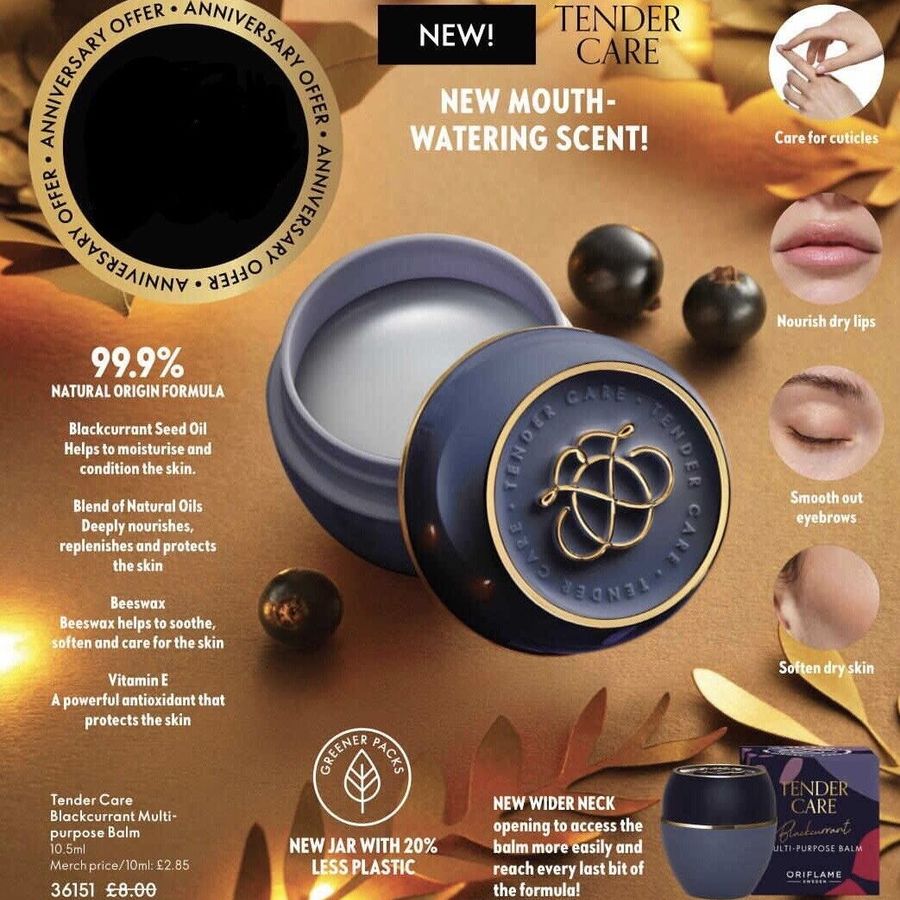 ANNIVERSARY OFFER • ANNIVERSARY OFFER • ANNIVERSARY OFFER • ANNIVERSARY OFFER •
NEW!
TENDER
CARE
NEW MOUTH-
WATERING SCENT!
Care for cuticles
Nourish dry lips
Smooth out
eyebrows
Soften dry skin
99.9%
NATURAL ORIGIN FORMULA
Blackcurrant Seed Oil
Helps to moisturise and
condition the skin.
Blend of Natural Oils
Deeply nourishes,
replenishes and protects
the skin
Beeswax
Beeswax helps to soothe,
soften and care for the skin
Vitamin E
A powerful antioxidant that
protects the skin
TENDER CARE • TENDER CARE • TENDER CARE •
Tender Care
Blackcurrant Multi-
purpose Balm
10.5ml
Merch price/10ml: £2.85
36151 £8.00
GREENER PACKS
NEW JAR WITH 20%
LESS PLASTIC
NEW WIDER NECK
opening to access the
balm more easily and
reach every last bit of
the formula!
TENDER
CARE
Blackcurrant
ULTI-PURPOSE BALM
ORIFLAME
SWEDEN